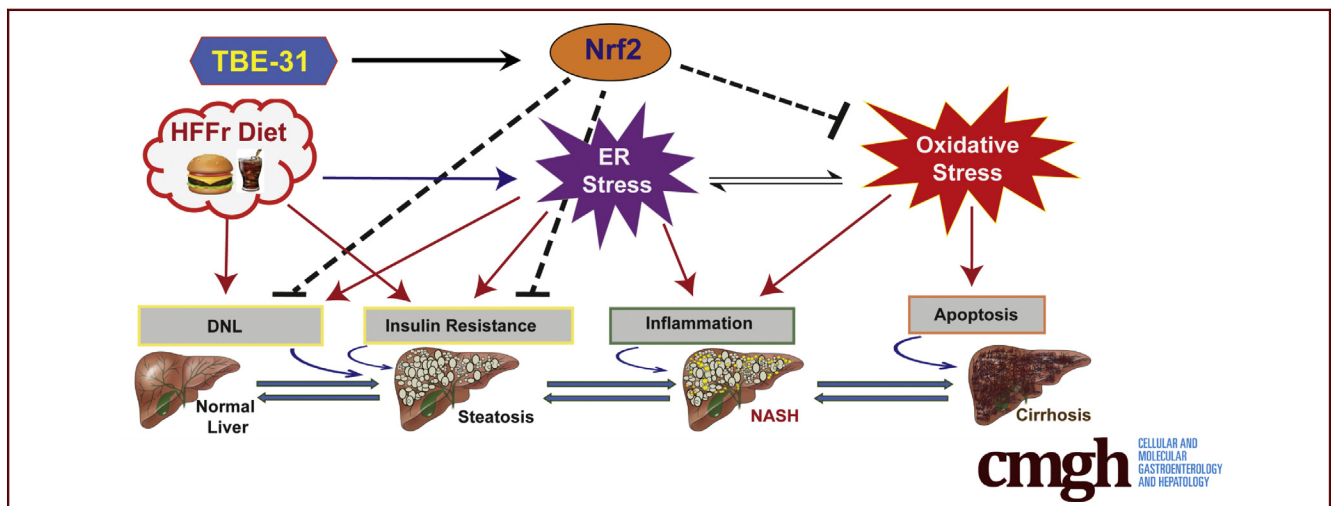 TBE-31
Nrf2
HFFr Diet
ER
Stress
Oxidative
Stress
DNL
Insulin Resistance
Inflammation
Apoptosis
Normal
Liver
Steatosis
NASH
Cirrhosis
cmgh
CELLULAR AND
MOLECULAR
GASTROENTEROLOGY
AND HEPATOLOGY